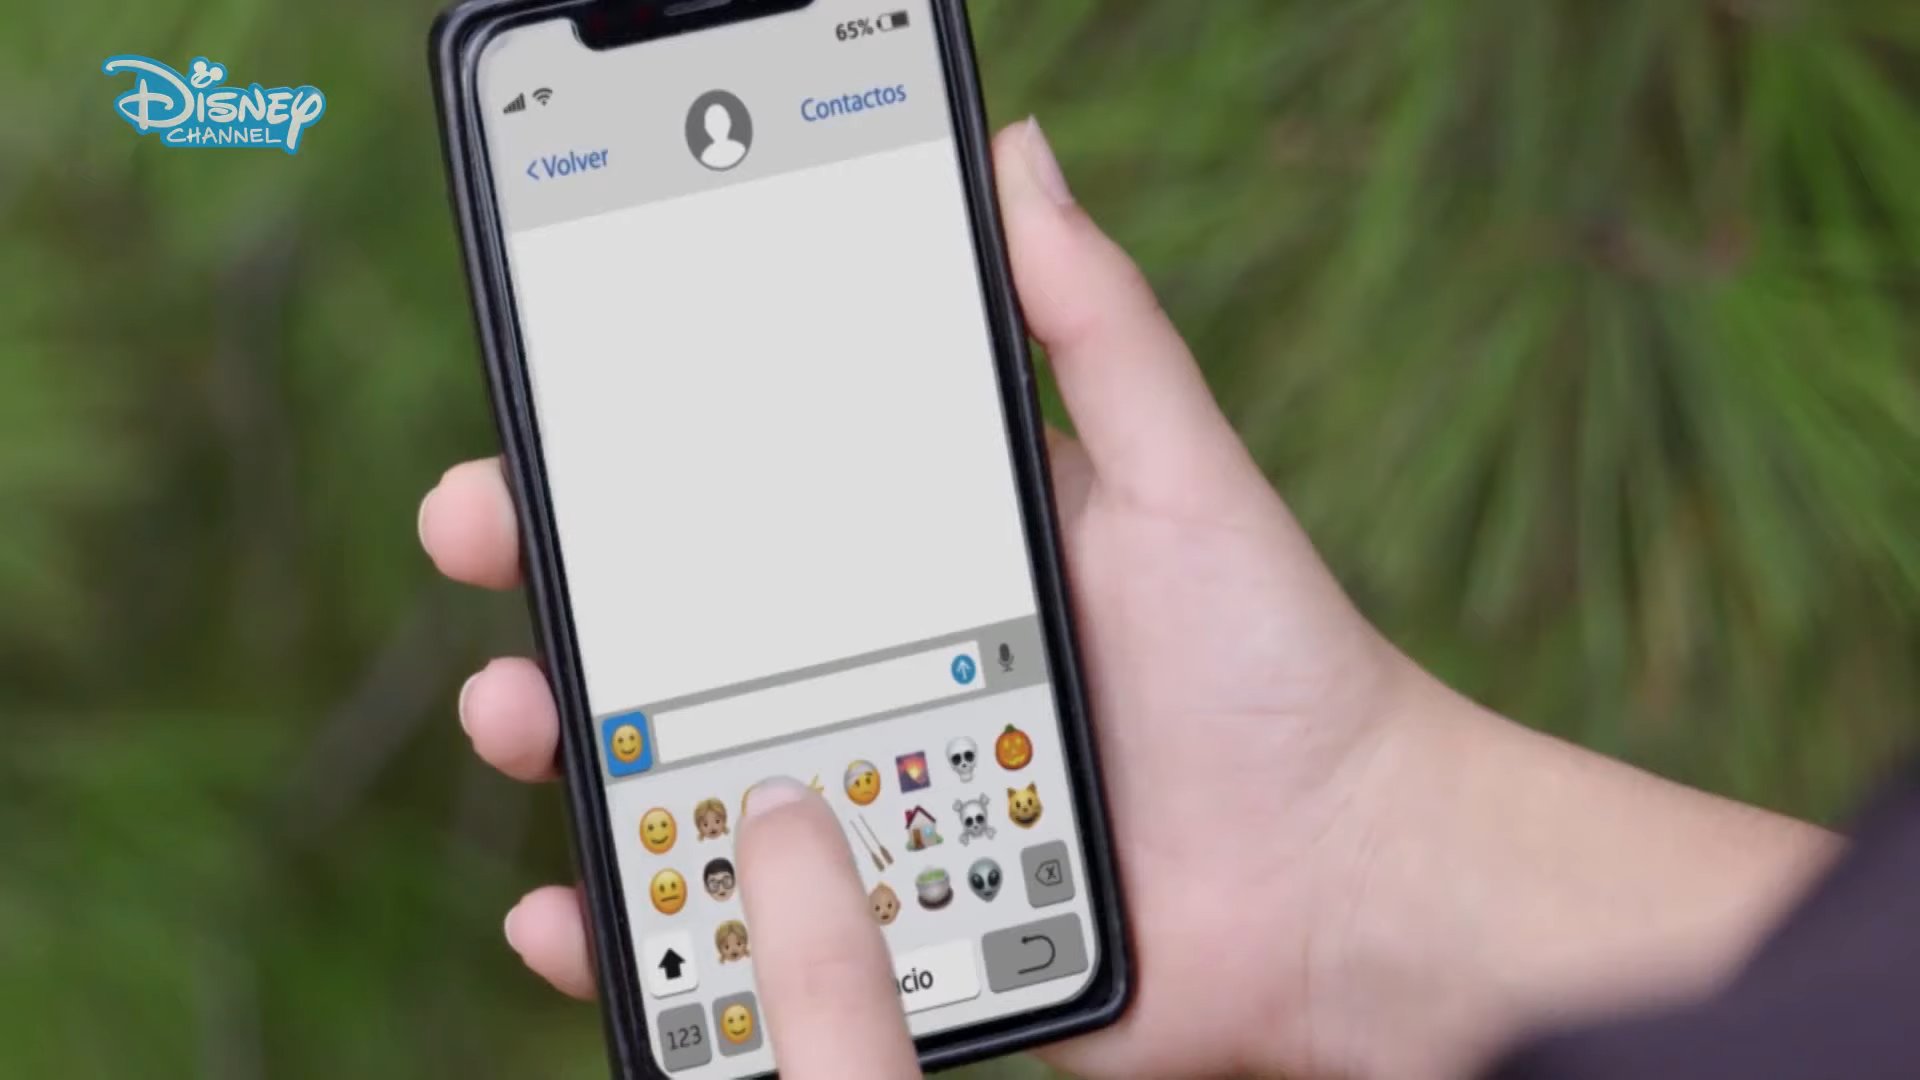 Disney
CHANNEL
65%
Contactos
< Volver
123